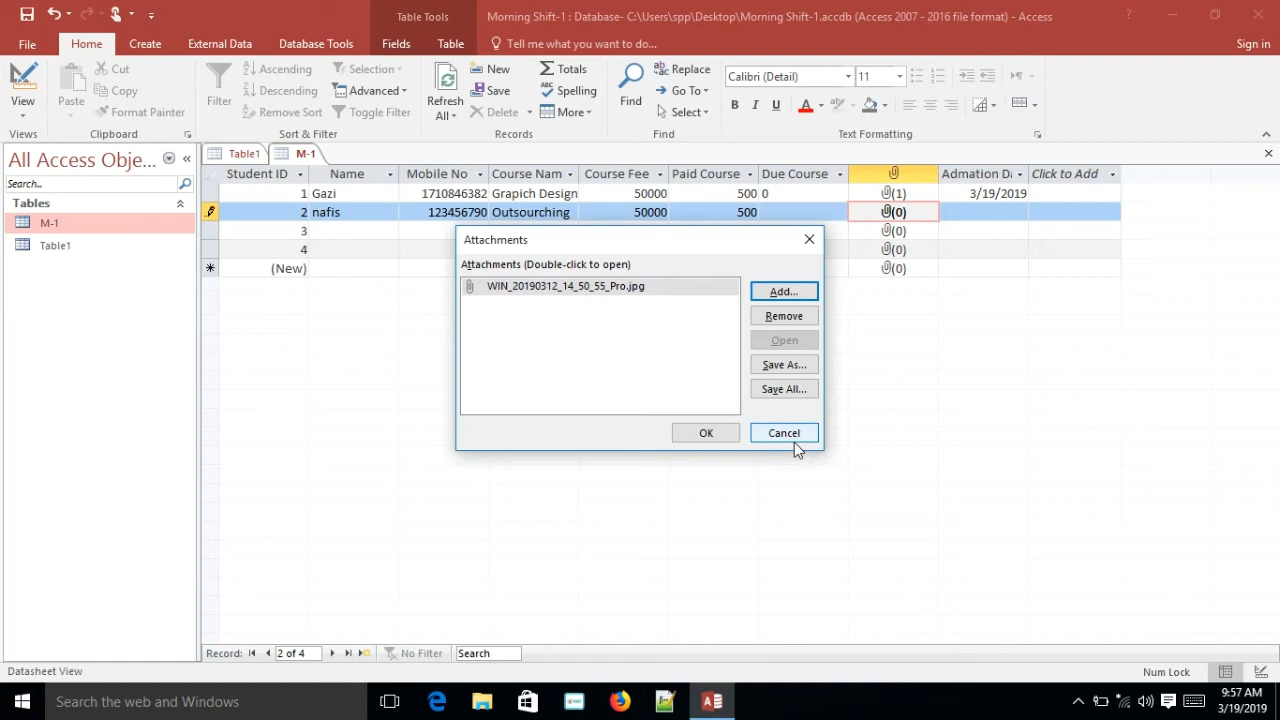 Table Tools
Morning Shift-1 : Database- C:\Users\spp\Desktop\Morning Shift-1.accdb (Access 2007 - 2016 file format) - Access
?
File Home Create External Data Database Tools Fields Table Tell me what you want to do... Sign in
View
Views
Paste
Cut
Copy
Format Painter
Clipboard
Filter
Ascending
Descending
Remove Sort
Selection
Advanced
Toggle Filter
Sort & Filter
Refresh
All
New
Save
Delete
Totals
Spelling
More
Records
Find
Replace
Go To
Select
Find
Calibri (Detail) 11
B I U A
Text Formatting
All Access Obje...
Search...
Tables
M-1
Table1
Table1 M-1
Student ID Name Mobile No Course Nam Course Fee Paid Course Due Course Admation Da Click to Add
1 Gazi 1710846382 Grapich Design 50000 500 0 (1) 3/19/2019
2 nafis 123456790 Outsourching 50000 500 (0)
3 (0)
4 (0)
(New) (0)
Attachments
Attachments (Double-click to open)
WIN_20190312_14_50_55_Pro.jpg
Add...
Remove
Open
Save As...
Save All...
OK Cancel
Record: 2 of 4 No Filter Search
Datasheet View Num Lock
Search the web and Windows
9:57 AM
3/19/2019